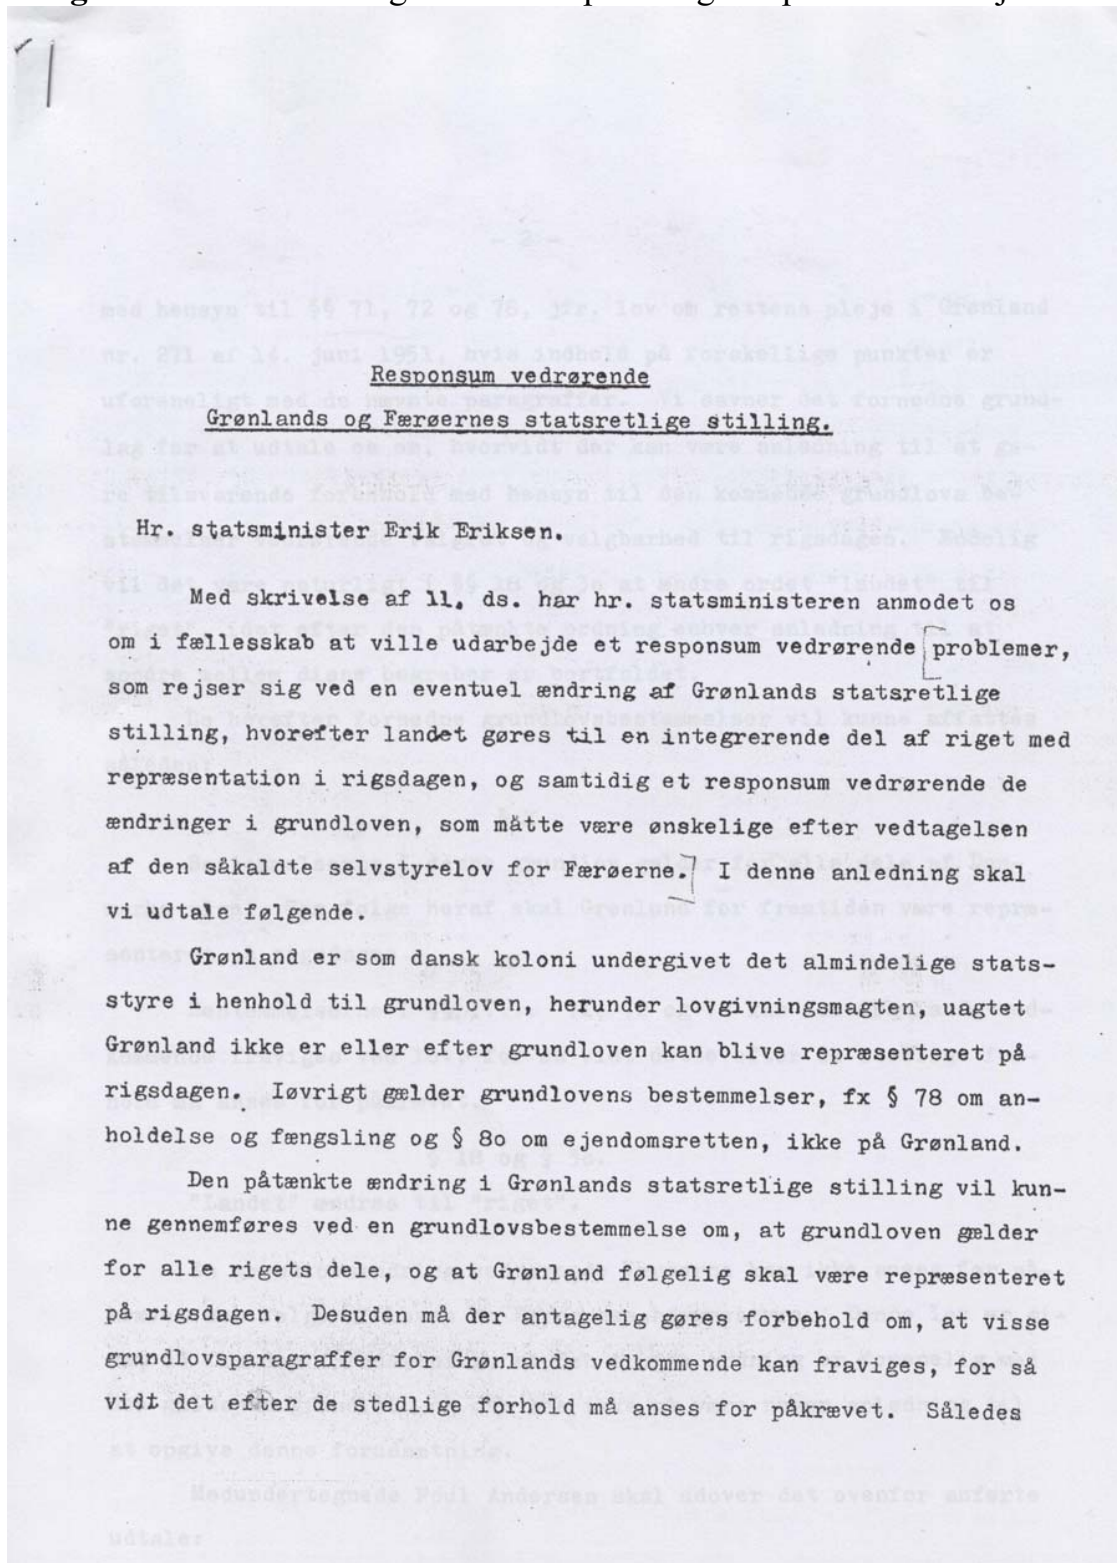 Responsum vedrørende
Grønlands og Færøernes statsretlige stilling.
Hr. statsminister Erik Eriksen.
Med skrivelse af 11. ds. har hr. statsministeren anmodet os
om i fællesskab at ville udarbejde et responsum vedrørende problemer,
som rejser sig ved en eventuel ændring af Grønlands statsretlige
stilling, hvorefter landet gøres til en integrerende del af riget med
repræsentation i rigsdagen, og samtidig et responsum vedrørende de
ændringer i grundloven, som måtte være ønskelige efter vedtagelsen
af den såkaldte selvstyrelov for Færøerne. I denne anledning skal
vi udtale følgende.
Grønland er som dansk koloni undergivet det almindelige stats-
styre i henhold til grundloven, herunder lovgivningsmagten, uagtet
Grønland ikke er eller efter grundloven kan blive repræsenteret på
rigsdagen. Iøvrigt gælder grundlovens bestemmelser, fx § 78 om an-
holdelse og fængsling og § 8o om ejendomsretten, ikke på Grønland.
Den påtænkte ændring i Grønlands statsretlige stilling vil kun-
ne gennemføres ved en grundlovsbestemmelse om, at grundloven gælder
for alle rigets dele, og at Grønland følgelig skal være repræsenteret
på rigsdagen. Desuden må der antagelig gøres forbehold om, at visse
grundlovsparagraffer for Grønlands vedkommende kan fraviges, for så
vidt det efter de stedlige forhold må anses for påkrævet. Således